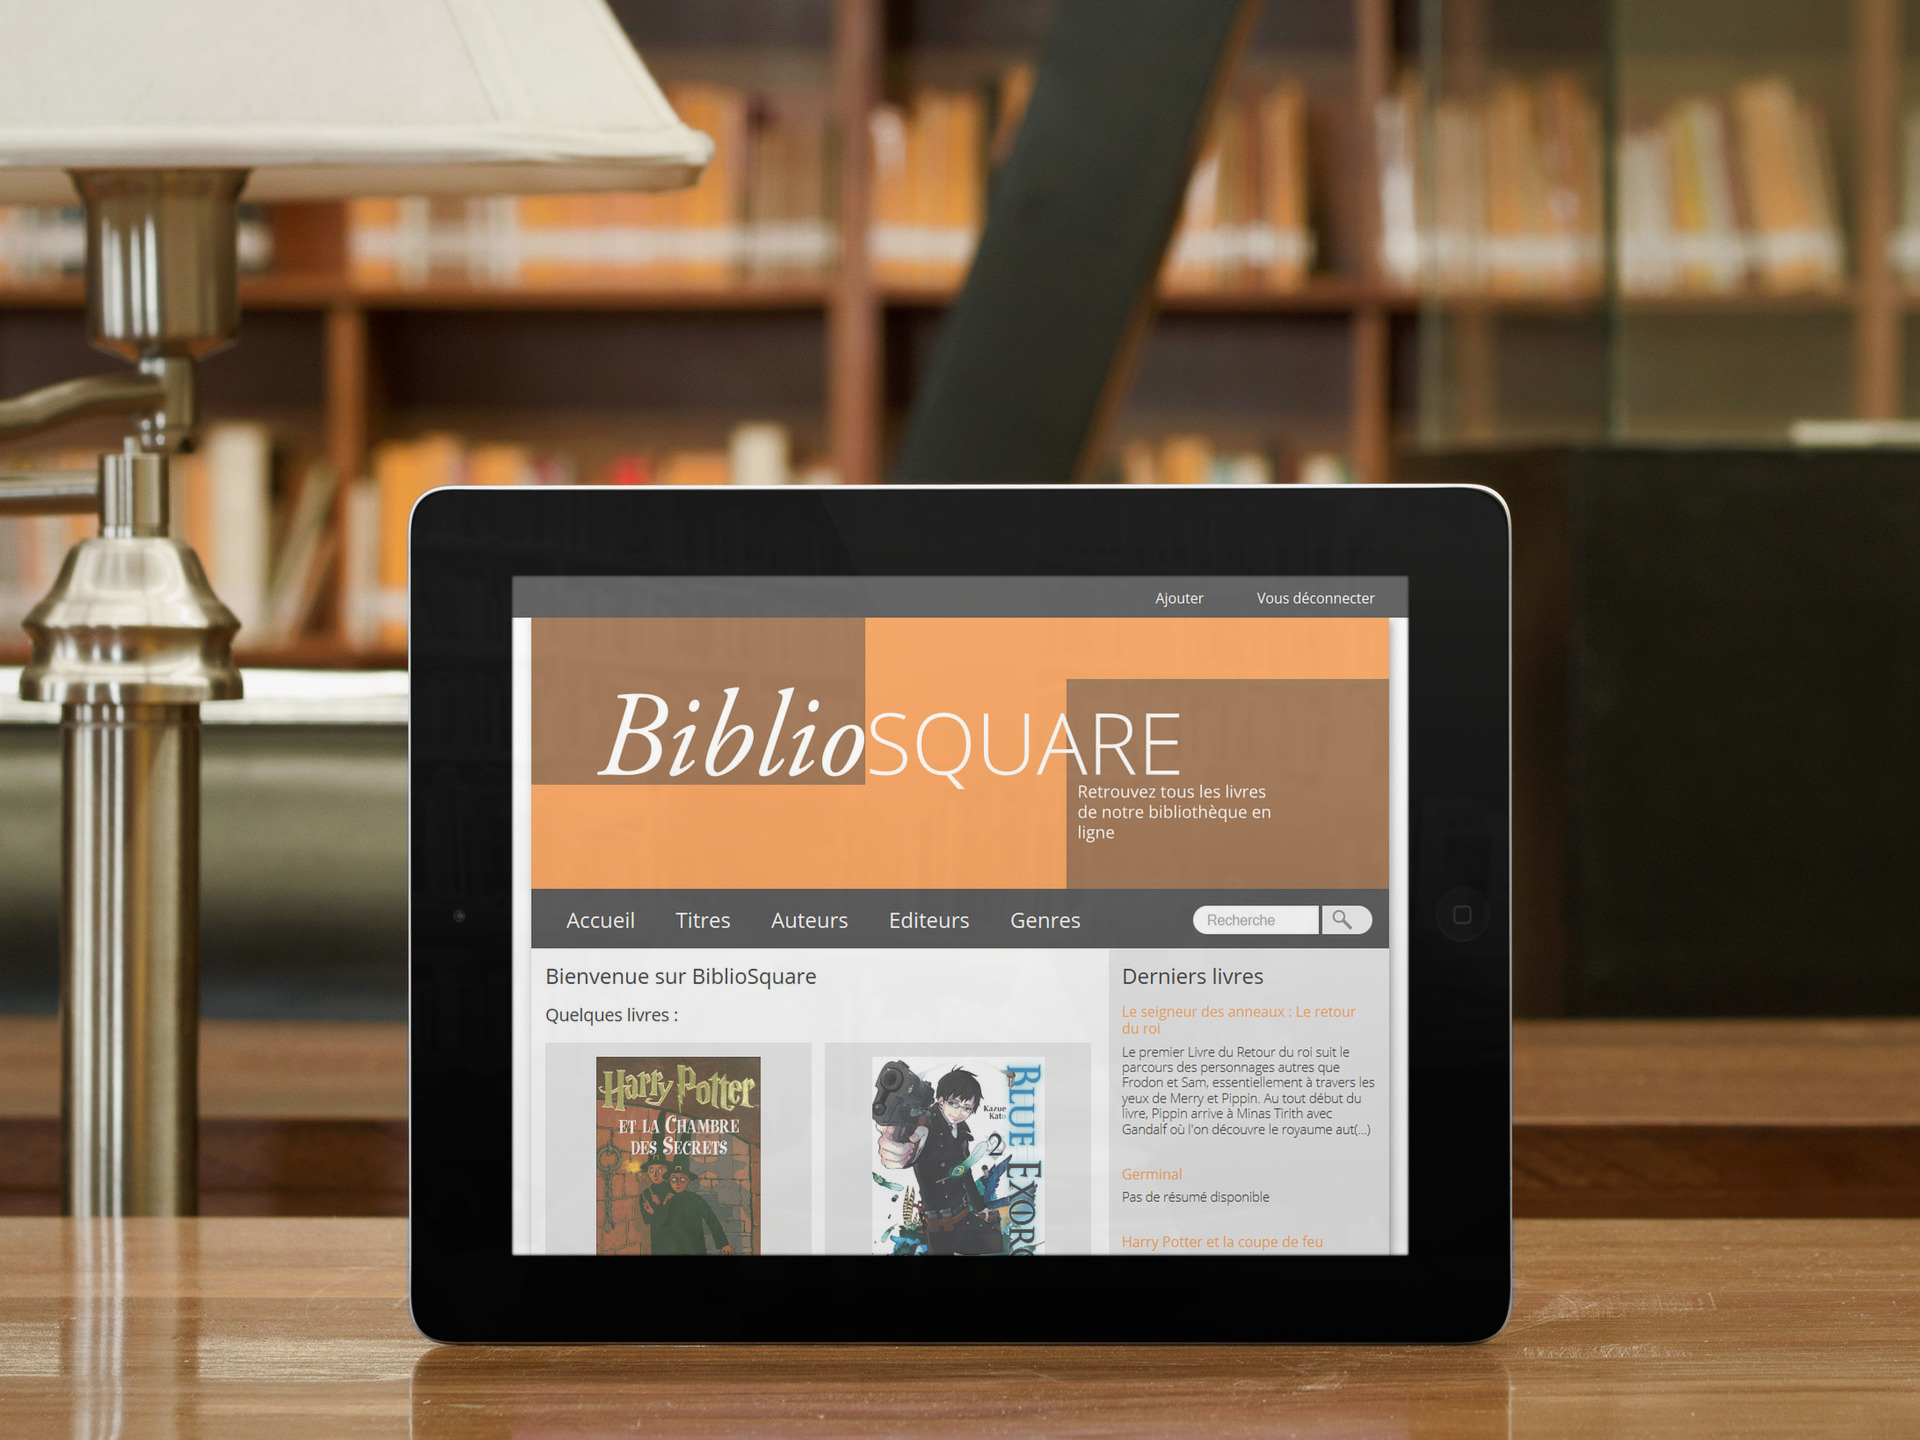 Ajouter Vous déconnecter
BiblioSQUARE
Retrouvez tous les livres
de notre bibliothèque en
ligne
Accueil Titres Auteurs Editeurs Genres Recherche
Bienvenue sur BiblioSquare
Quelques livres :
Harry Potter
ET LA CHAMBRE
DES SECRETS
BLUE EXORC
Kazue
Kato
2
Derniers livres
Le seigneur des anneaux : Le retour
du roi
Le premier Livre du Retour du roi suit le
parcours des personnages autres que
Frodon et Sam, essentiellement à travers les
yeux de Merry et Pippin. Au tout début du
livre, Pippin arrive à Minas Tirith avec
Gandalf où l'on découvre le royaume aut(...)
Germinal
Pas de résumé disponible
Harry Potter et la coupe de feu